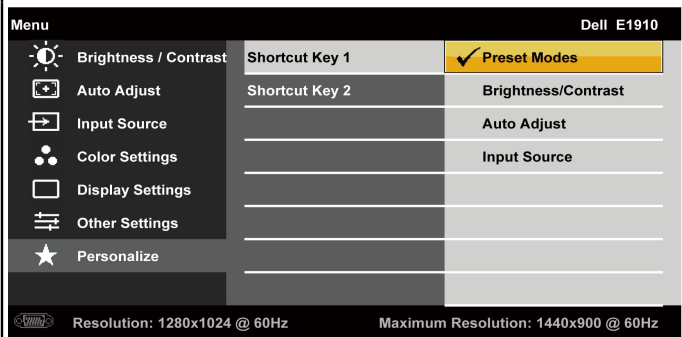 Menu Dell E1910
Brightness / Contrast Shortcut Key 1 Preset Modes
Auto Adjust Shortcut Key 2 Brightness/Contrast
Input Source Auto Adjust
Color Settings Input Source
Display Settings
Other Settings
Personalize
Resolution: 1280x1024 @ 60Hz Maximum Resolution: 1440x900 @ 60Hz